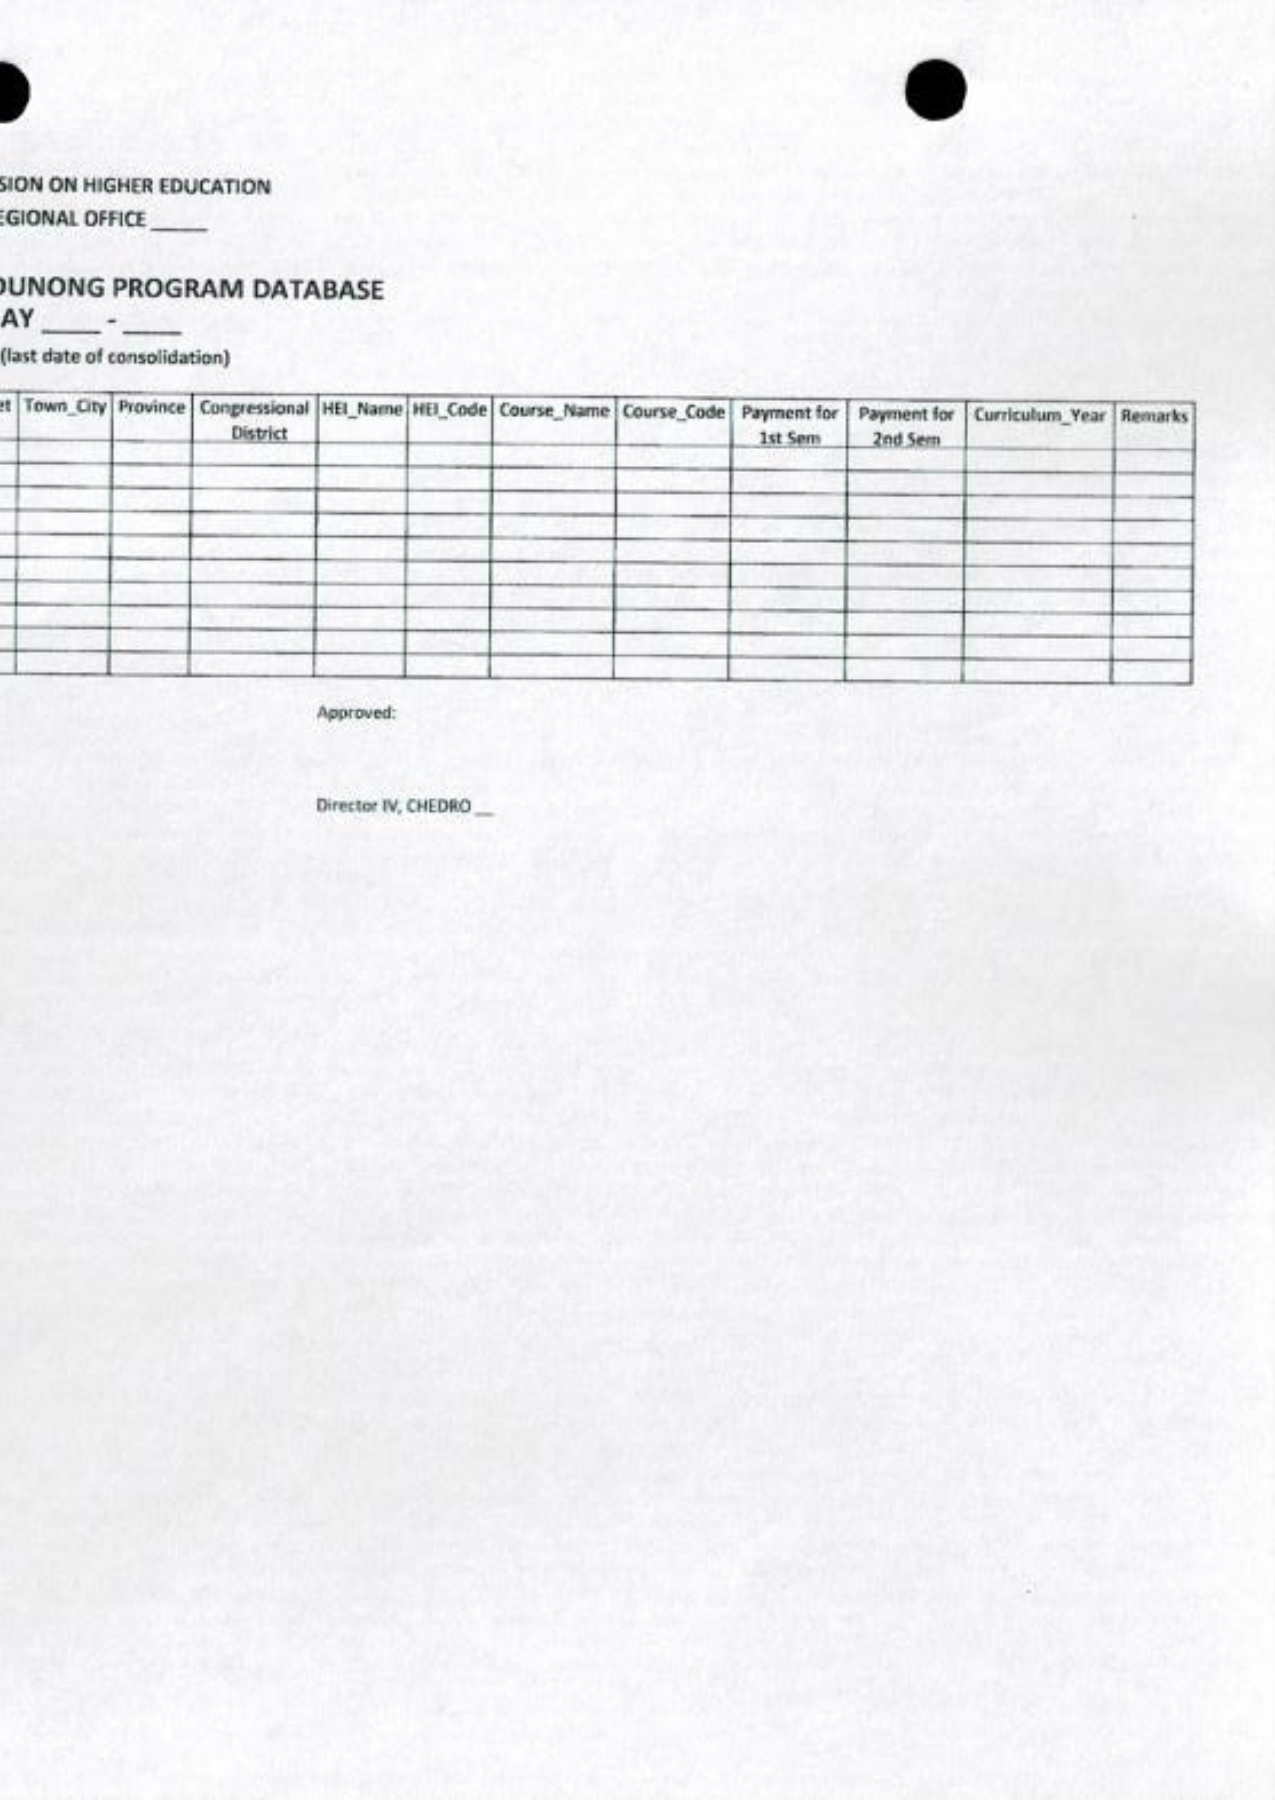 SION ON HIGHER EDUCATION
EGIONAL OFFICE _____
DUNONG PROGRAM DATABASE
AY ____ - ____
(last date of consolidation)
et Town_City Province Congressional District HEI_Name HEI_Code Course_Name Course_Code Payment for 1st Sem Payment for 2nd Sem Curriculum_Year Remarks
Approved:
Director IV, CHEDRO __